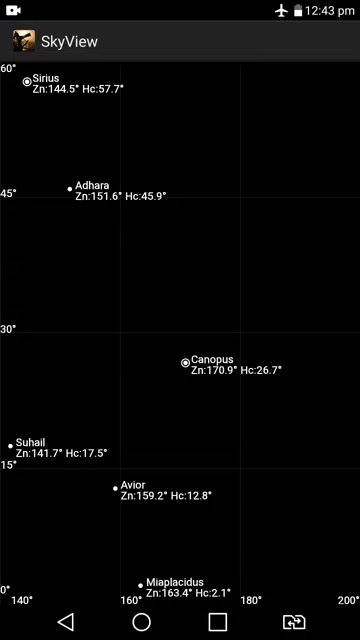 12:43 pm
SkyView
60°
Sirius
Zn:144.5° Hc:57.7°
Adhara
45°
Zn:151.6° Hc:45.9°
30°
Canopus
Zn:170.9° Hc:26.7°
Suhail
Zn:141.7° Hc:17.5°
15°
Avior
Zn:159.2° Hc:12.8°
Miaplacidus
0°
Zn:163.4° Hc:2.1°
140° 160° 180° 200°